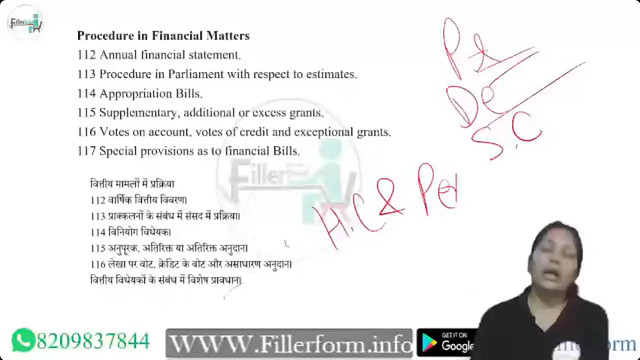 Fillerform
Procedure in Financial Matters
112 Annual financial statement.
113 Procedure in Parliament with respect to estimates.
114 Appropriation Bills.
115 Supplementary, additional or excess grants.
116 Votes on account, votes of credit and exceptional grants.
117 Special provisions as to financial Bills.
वित्तीय मामलों में प्रक्रिया
112 वार्षिक वित्तीय विवरण।
113 प्राक्कलनों के संबंध में संसद में प्रक्रिया।
114 विनियोग विधेयक।
115 अनुपूरक, अतिरिक्त या अतिरिक्त अनुदान।
116 लेखा पर वोट, क्रेडिट के वोट और असाधारण अनुदान।
वित्तीय विधेयकों के संबंध में विशेष प्रावधान।
De
S.C
H.C &
8209837844
www.Fillerform.info
GET IT ON
Google